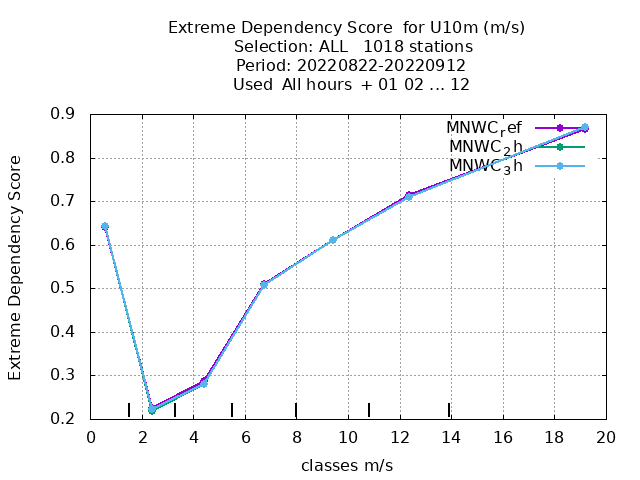 Extreme Dependency Score  for U10m (m/s)
Selection: ALL   1018 stations
Period: 20220822-20220912
Used  All hours  + 01 02 ... 12
Extreme Dependency Score
0.9
0.8
0.7
0.6
0.5
0.4
0.3
0.2
MNWC_ref
MNWC_2h
MNWC_3h
0 2 4 6 8 10 12 14 16 18 20
classes m/s